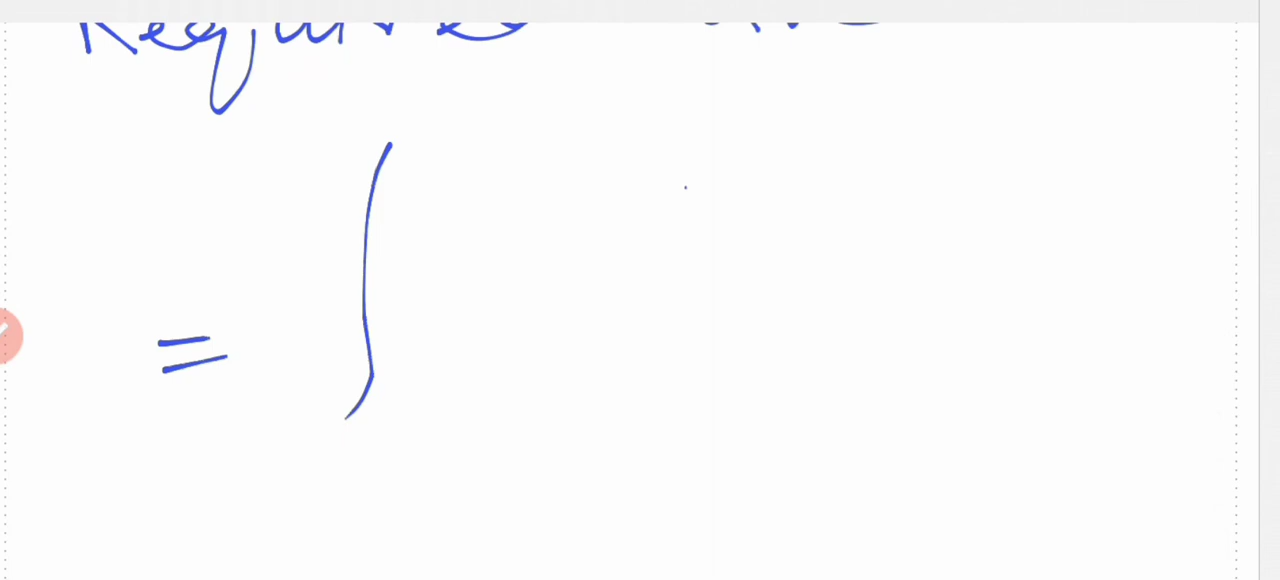 Required
= ∫